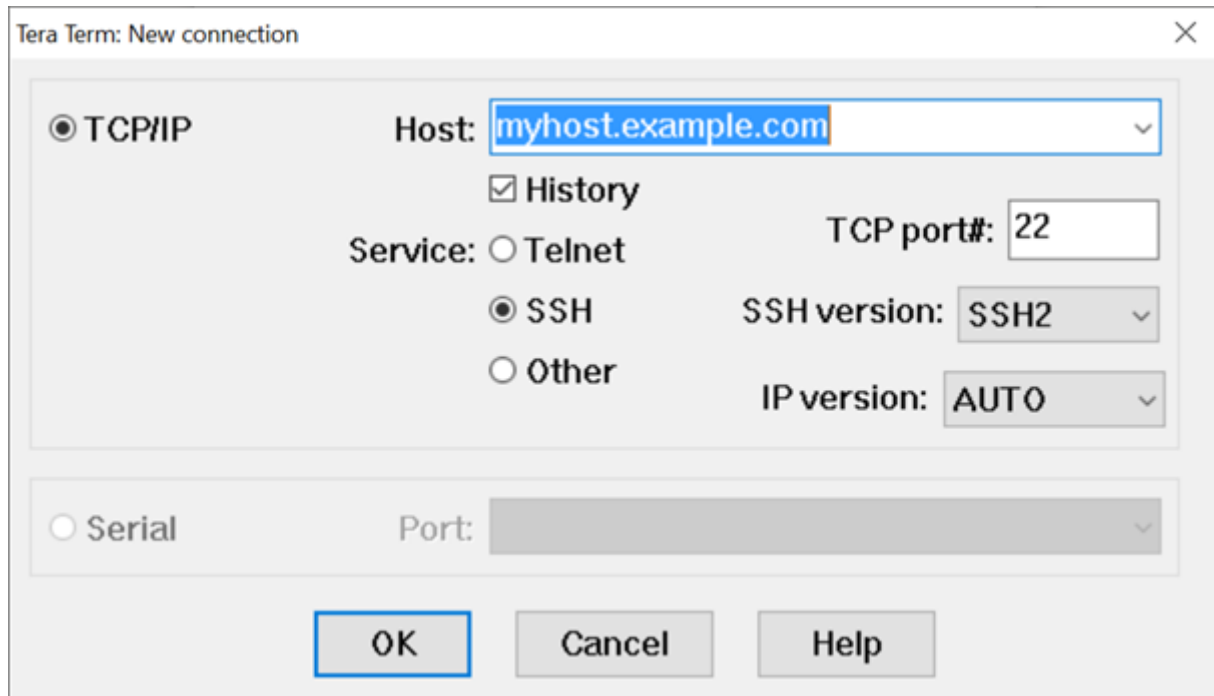 Tera Term: New connection
TCP/IP Host: myhost.example.com
History
TCP port#: 22
Service: Telnet
SSH SSH version: SSH2
Other
IP version: AUTO
Serial Port:
OK Cancel Help